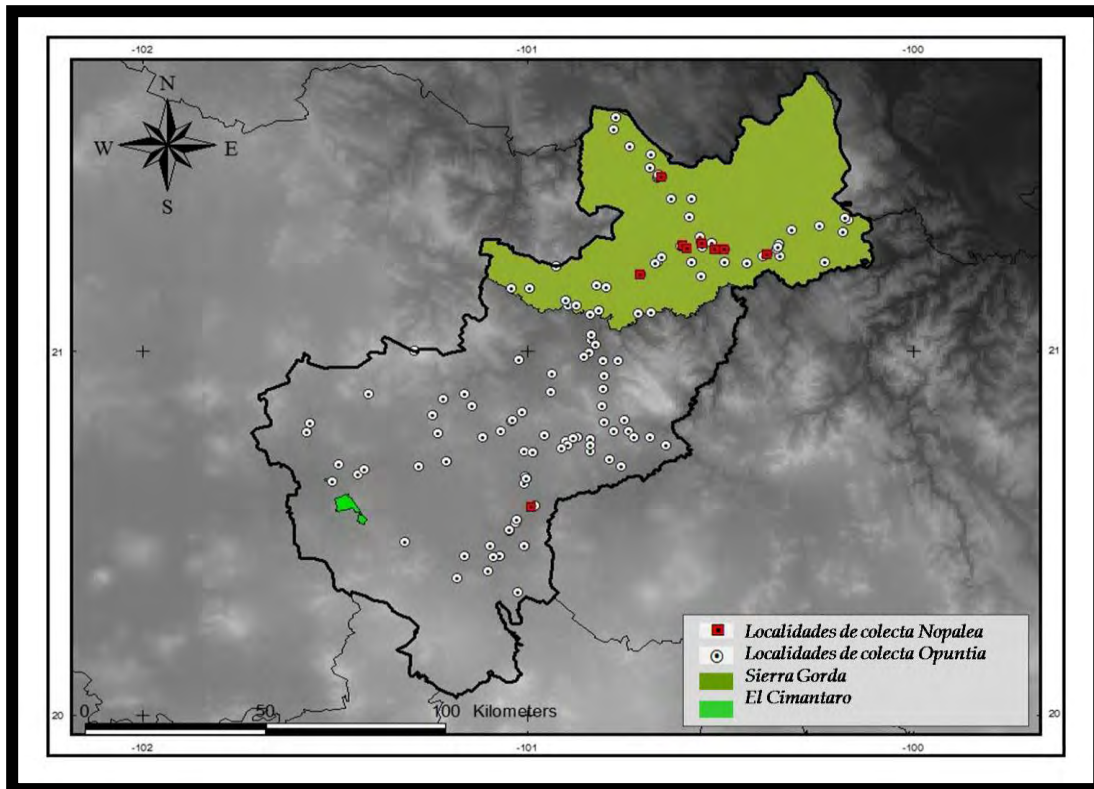 -102 -101 -100
N
W E
S
21 21
Localidades de colecta Nopalea
Localidades de colecta Opuntia
Sierra Gorda
El Cimantaro
0 50 100 Kilometers
20 20
-102 -101 -100